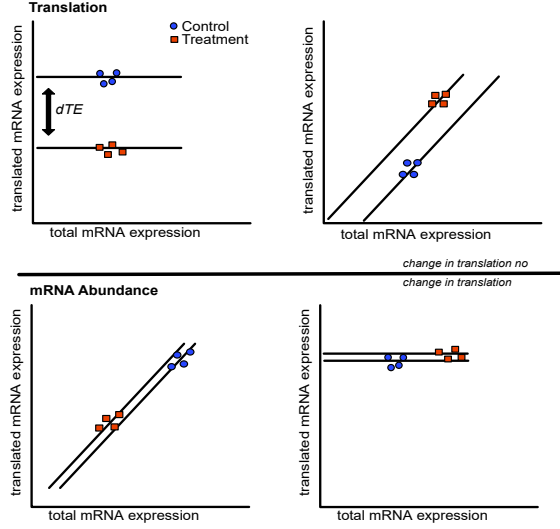 Translation
Control
Treatment
translated mRNA expression
dTE
total mRNA expression
translated mRNA expression
total mRNA expression
change in translation no
change in translation
mRNA Abundance
translated mRNA expression
total mRNA expression
translated mRNA expression
total mRNA expression